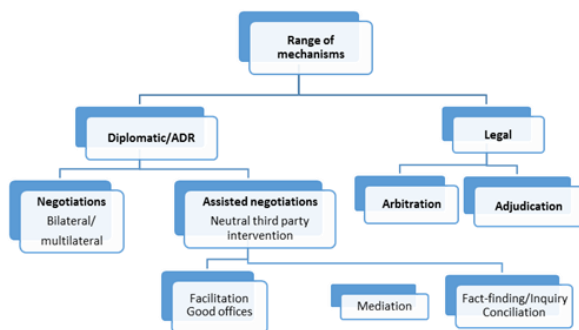 Range of
mechanisms
Diplomatic/ADR
Legal
Negotiations
Bilateral/
multilateral
Assisted negotiations
Neutral third party
intervention
Arbitration
Adjudication
Facilitation
Good offices
Mediation
Fact-finding/Inquiry
Conciliation